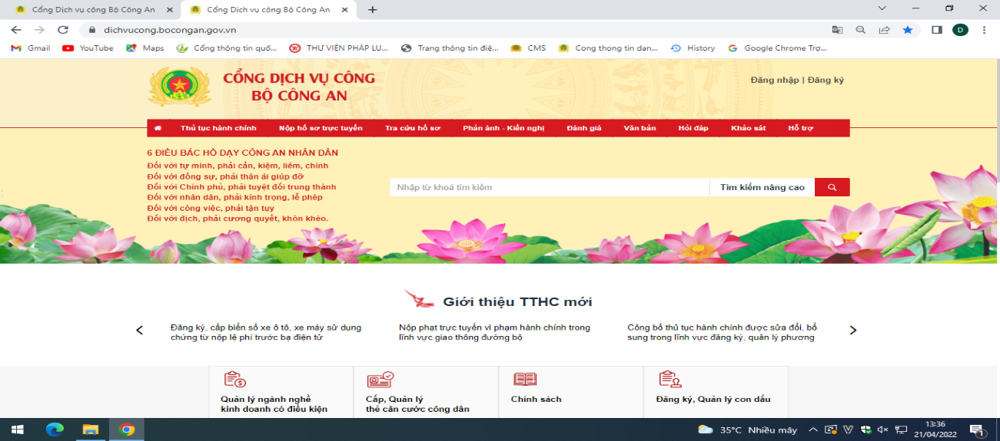 Cổng Dịch vụ công Bộ Công An
Cổng Dịch vụ công Bộ Công An
dichvucong.bocongan.gov.vn
D
Gmail
YouTube
Maps
Cổng thông tin quố...
THƯ VIỆN PHÁP LU...
Trang thông tin điệ...
CMS
Cong thong tin dan...
History
Google Chrome Trợ...
CỔNG DỊCH VỤ CÔNG
BỘ CÔNG AN
Đăng nhập | Đăng ký
Thủ tục hành chính
Nộp hồ sơ trực tuyến
Tra cứu hồ sơ
Phản ánh - Kiến nghị
Đánh giá
Văn bản
Hỏi đáp
Khảo sát
Hỗ trợ
6 ĐIỀU BÁC HỒ DẠY CÔNG AN NHÂN DÂN
Đối với tự mình, phải cần, kiệm, liêm, chính
Đối với đồng sự, phải thân ái giúp đỡ
Đối với Chính phủ, phải tuyệt đối trung thành
Đối với nhân dân, phải kính trọng, lễ phép
Đối với công việc, phải tận tụy
Đối với địch, phải cương quyết, khôn khéo.
Nhập từ khoá tìm kiếm
Tìm kiếm nâng cao
Giới thiệu TTHC mới
Đăng ký, cấp biển số xe ô tô, xe máy sử dụng
chứng từ nộp lệ phí trước bạ điện tử
Nộp phạt trực tuyến vi phạm hành chính trong
lĩnh vực giao thông đường bộ
Công bố thủ tục hành chính được sửa đổi, bổ
sung trong lĩnh vực đăng ký, quản lý phương
Quản lý ngành nghề
kinh doanh có điều kiện
Cấp, Quản lý
thẻ căn cước công dân
Chính sách
Đăng ký, Quản lý con dấu
35°C Nhiều mây
13:36
21/04/2022
1